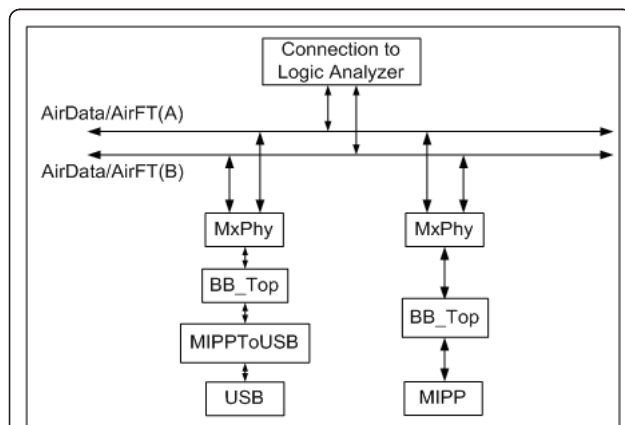 Connection to
Logic Analyzer
AirData/AirFT(A)
AirData/AirFT(B)
MxPhy
MxPhy
BB_Top
BB_Top
MIPPToUSB
USB
MIPP